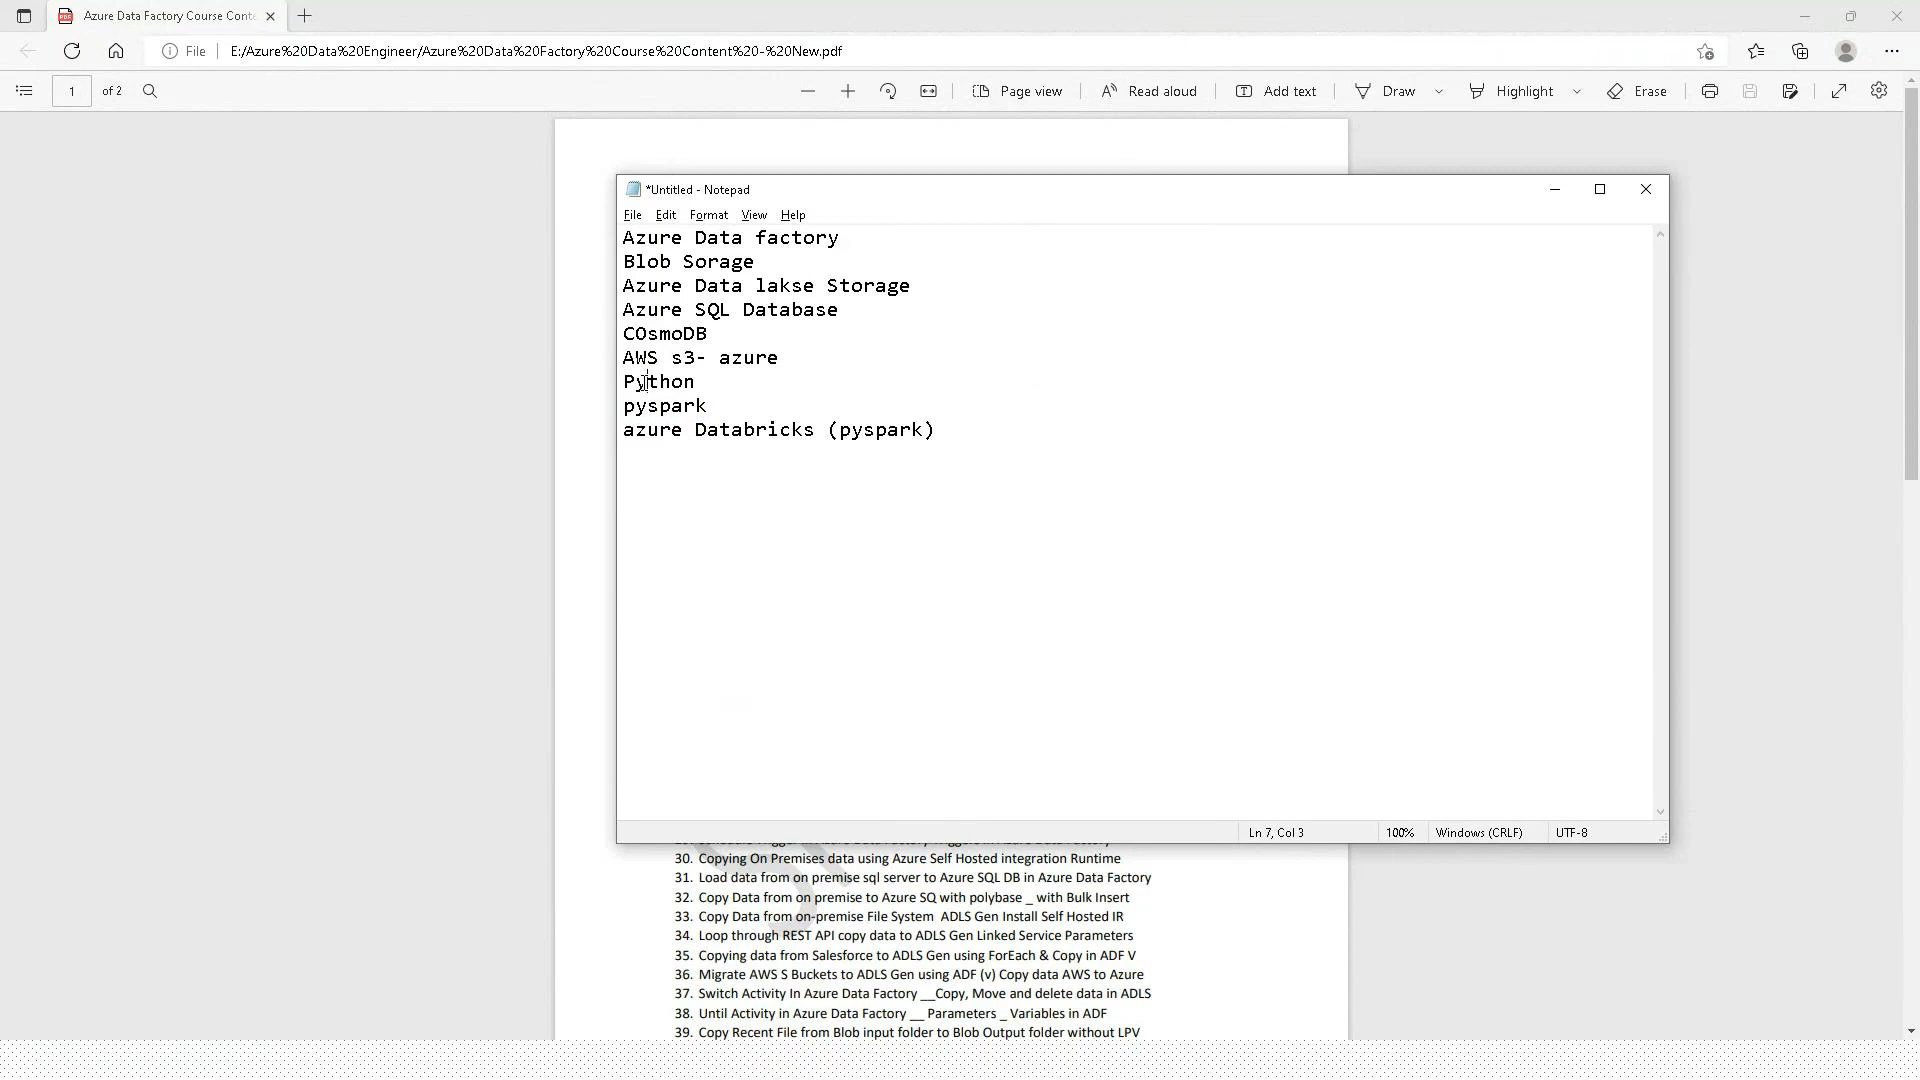 Azure Data Factory Course Conte
File
E:/Azure%20Data%20Engineer/Azure%20Data%20Factory%20Course%20Content%20-%20New.pdf
1 of 2
Page view
Read aloud
Add text
Draw
Highlight
Erase
*Untitled - Notepad
File Edit Format View Help
Azure Data factory
Blob Sorage
Azure Data lakse Storage
Azure SQL Database
COsmoDB
AWS s3- azure
Python
pyspark
azure Databricks (pyspark)
Ln 7, Col 3
100%
Windows (CRLF)
UTF-8
30. Copying On Premises data using Azure Self Hosted integration Runtime
31. Load data from on premise sql server to Azure SQL DB in Azure Data Factory
32. Copy Data from on premise to Azure SQ with polybase _ with Bulk Insert
33. Copy Data from on-premise File System ADLS Gen Install Self Hosted IR
34. Loop through REST API copy data to ADLS Gen Linked Service Parameters
35. Copying data from Salesforce to ADLS Gen using ForEach & Copy in ADF V
36. Migrate AWS S Buckets to ADLS Gen using ADF (v) Copy data AWS to Azure
37. Switch Activity In Azure Data Factory __Copy, Move and delete data in ADLS
38. Until Activity in Azure Data Factory __ Parameters _ Variables in ADF
39. Copy Recent File from Blob input folder to Blob Output folder without LPV